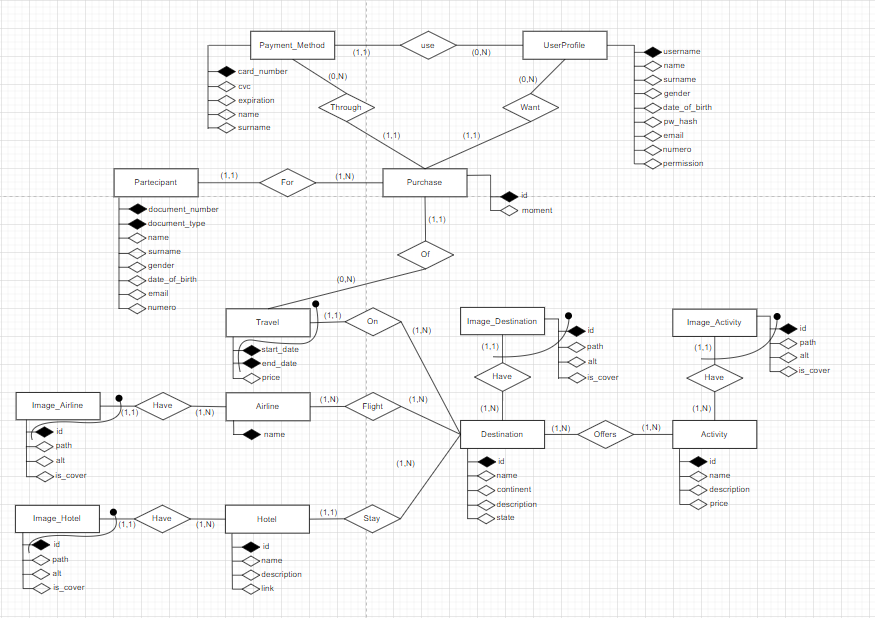 Payment_Method
(1,1)
use
(0,N)
UserProfile
card_number
cvc
expiration
name
surname
username
name
surname
gender
date_of_birth
pw_hash
email
numero
permission
(0,N)
Through
(1,1)
(0,N)
Want
(1,1)
Partecipant
(1,1)
For
(1,N)
Purchase
id
moment
document_number
document_type
name
surname
gender
date_of_birth
email
numero
(1,1)
Of
(0,N)
Travel
(1,1)
On
(1,N)
start_date
end_date
price
Image_Destination
id
path
alt
is_cover
(1,1)
Have
(1,N)
Image_Activity
id
path
alt
is_cover
(1,1)
Have
(1,N)
Image_Airline
(1,1)
Have
(1,N)
Airline
(1,N)
Flight
(1,N)
id
path
alt
is_cover
name
Destination
(1,N)
Offers
(1,N)
Activity
id
name
continent
description
state
id
name
description
price
Image_Hotel
(1,1)
Have
(1,N)
Hotel
(1,1)
Stay
(1,N)
id
path
alt
is_cover
id
name
description
link